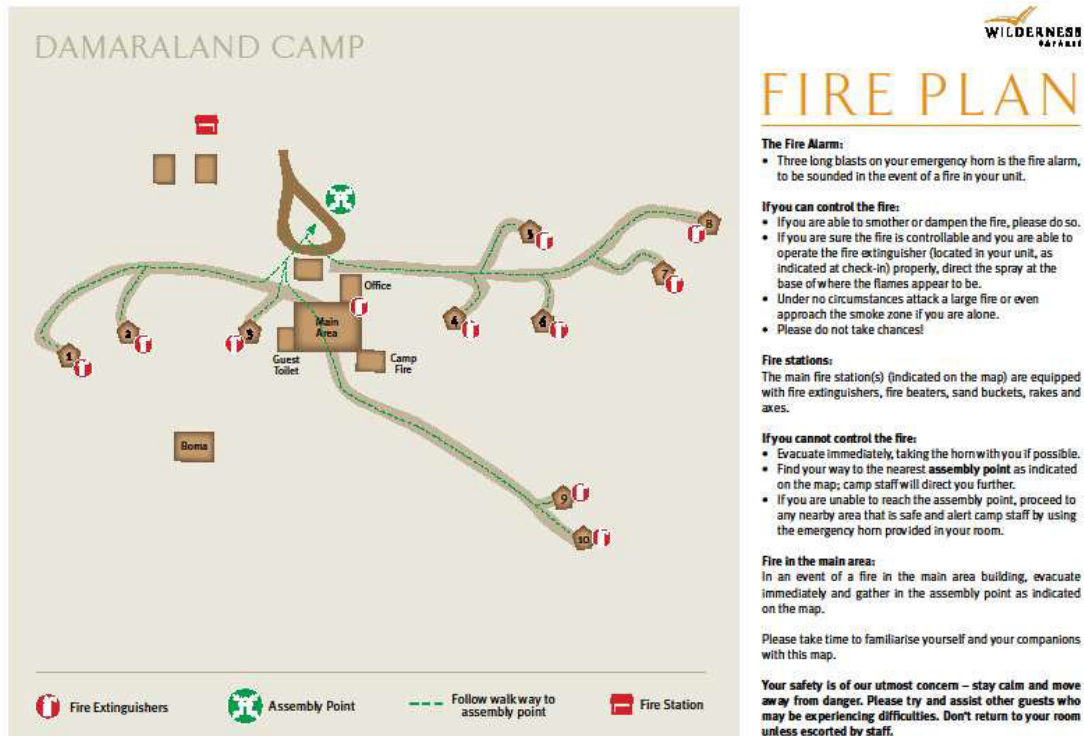 DAMARALAND CAMP
8
5
7
Office
4
6
Main
Area
2
3
1
Guest
Toilet
Camp
Fire
Boma
9
10
Fire Extinguishers
Assembly Point
Follow walk way to
assembly point
Fire Station
WILDERNESS
SAFARIS
FIRE PLAN
The Fire Alarm:
• Three long blasts on your emergency horn is the fire alarm,
to be sounded in the event of a fire in your unit.
If you can control the fire:
• If you are able to smother or dampen the fire, please do so.
• If you are sure the fire is controllable and you are able to
operate the fire extinguisher (located in your unit, as
indicated at check-in) properly, direct the spray at the
base of where the flames appear to be.
• Under no circumstances attack a large fire or even
approach the smoke zone if you are alone.
• Please do not take chances!
Fire stations:
The main fire station(s) (indicated on the map) are equipped
with fire extinguishers, fire beaters, sand buckets, rakes and
axes.
If you cannot control the fire:
• Evacuate immediately, taking the horn with you if possible.
• Find your way to the nearest assembly point as indicated
on the map; camp staff will direct you further.
• If you are unable to reach the assembly point, proceed to
any nearby area that is safe and alert camp staff by using
the emergency horn provided in your room.
Fire in the main area:
In an event of a fire in the main area building, evacuate
immediately and gather in the assembly point as indicated
on the map.
Please take time to familiarise yourself and your companions
with this map.
Your safety is of our utmost concern – stay calm and move
away from danger. Please try and assist other guests who
may be experiencing difficulties. Don't return to your room
unless escorted by staff.